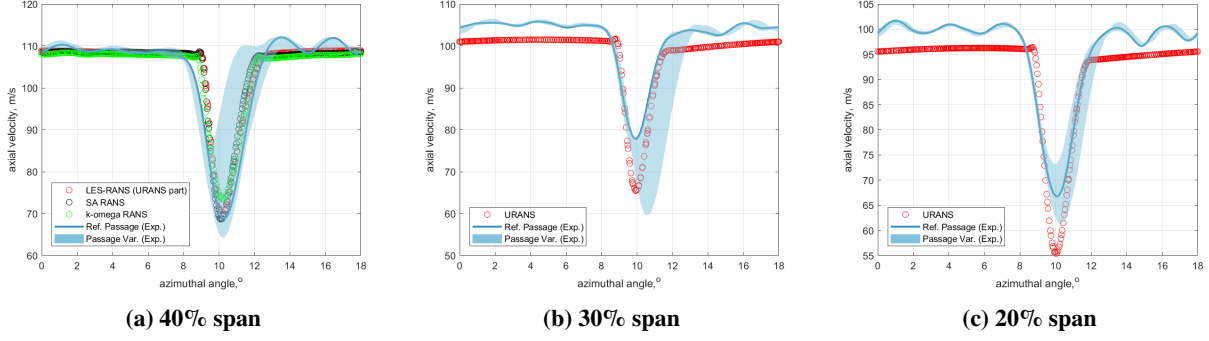 120
110
100
90
80
70
60
axial velocity, m/s
LES-RANS (URANS part)
SA RANS
k-omega RANS
Ref. Passage (Exp.)
Passage Var. (Exp.)
0 2 4 6 8 10 12 14 16 18
azimuthal angle,°
(a) 40% span
110
100
90
80
70
60
50
axial velocity, m/s
URANS
Ref. Passage (Exp.)
Passage Var. (Exp.)
0 2 4 6 8 10 12 14 16 18
azimuthal angle,°
(b) 30% span
105
100
95
90
85
80
75
70
65
60
55
axial velocity, m/s
URANS
Ref. Passage (Exp.)
Passage Var. (Exp.)
0 2 4 6 8 10 12 14 16 18
azimuthal angle,°
(c) 20% span